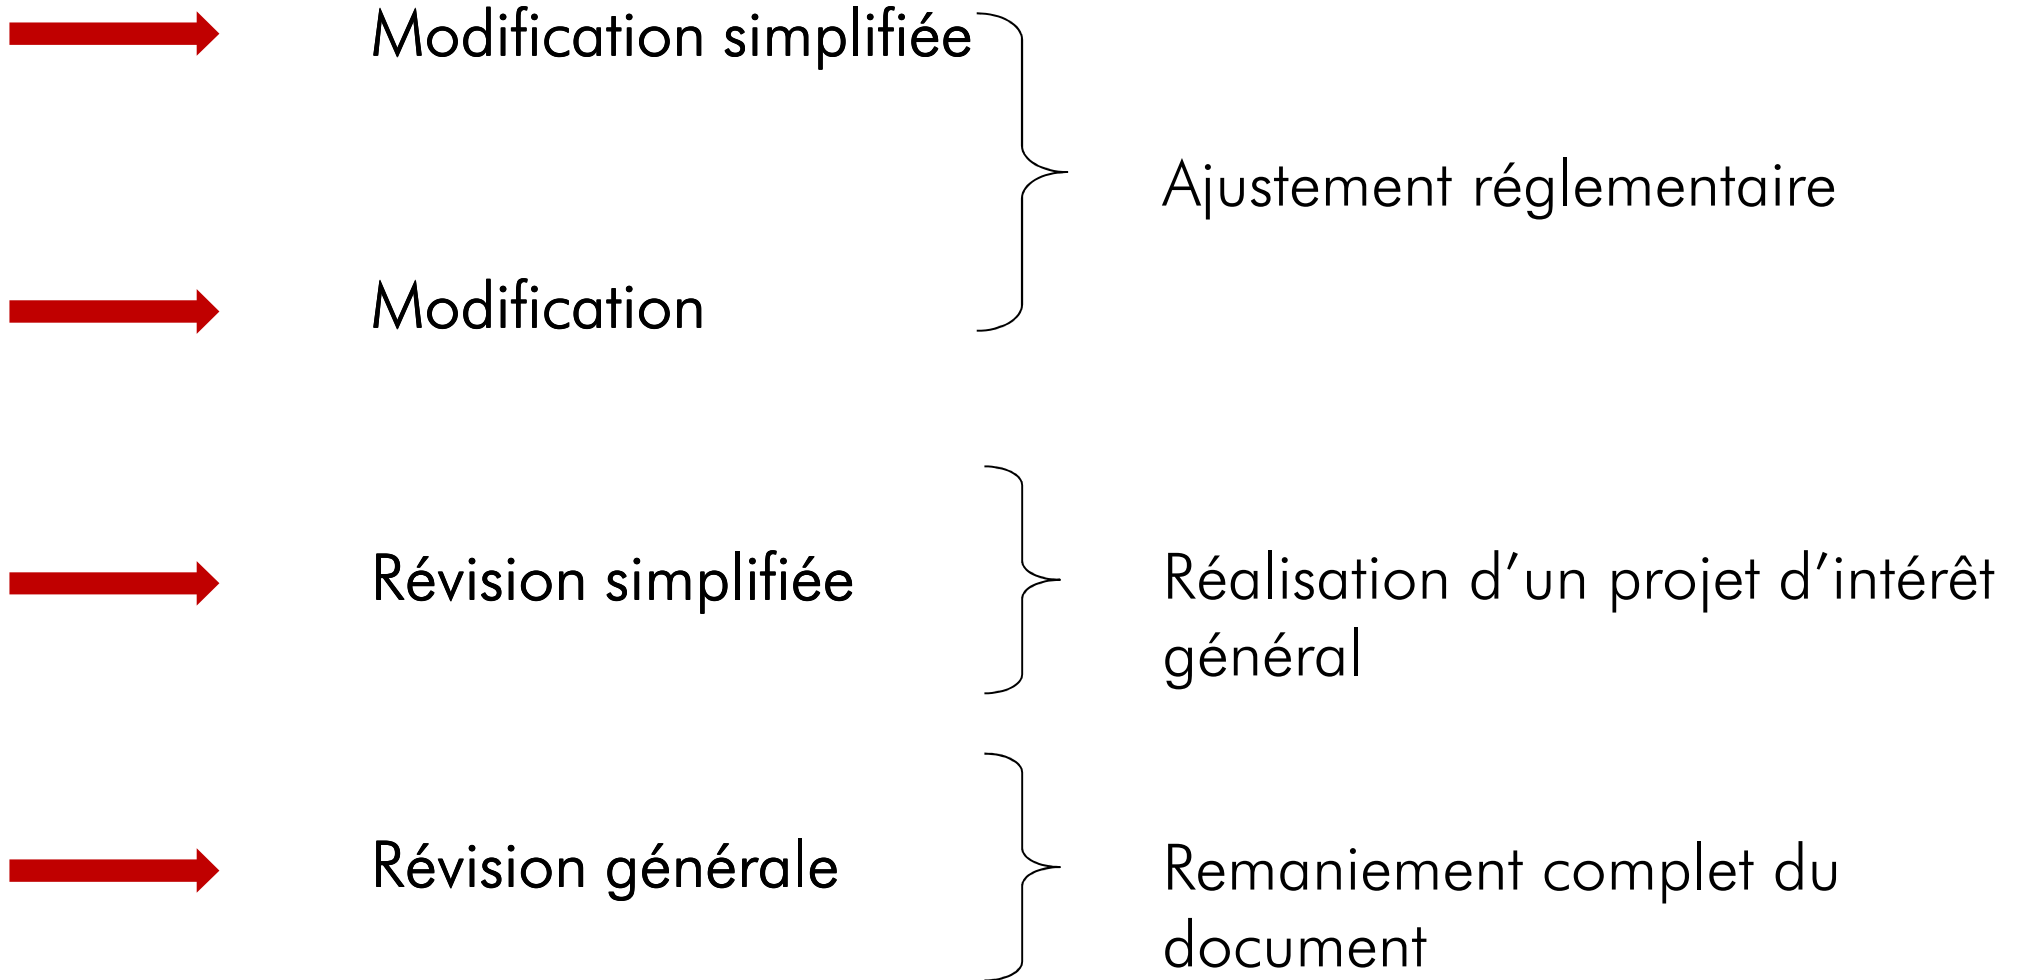 Modification simplifiée
Ajustement réglementaire
Modification
Révision simplifiée
Réalisation d’un projet d’intérêt
général
Révision générale
Remaniement complet du
document